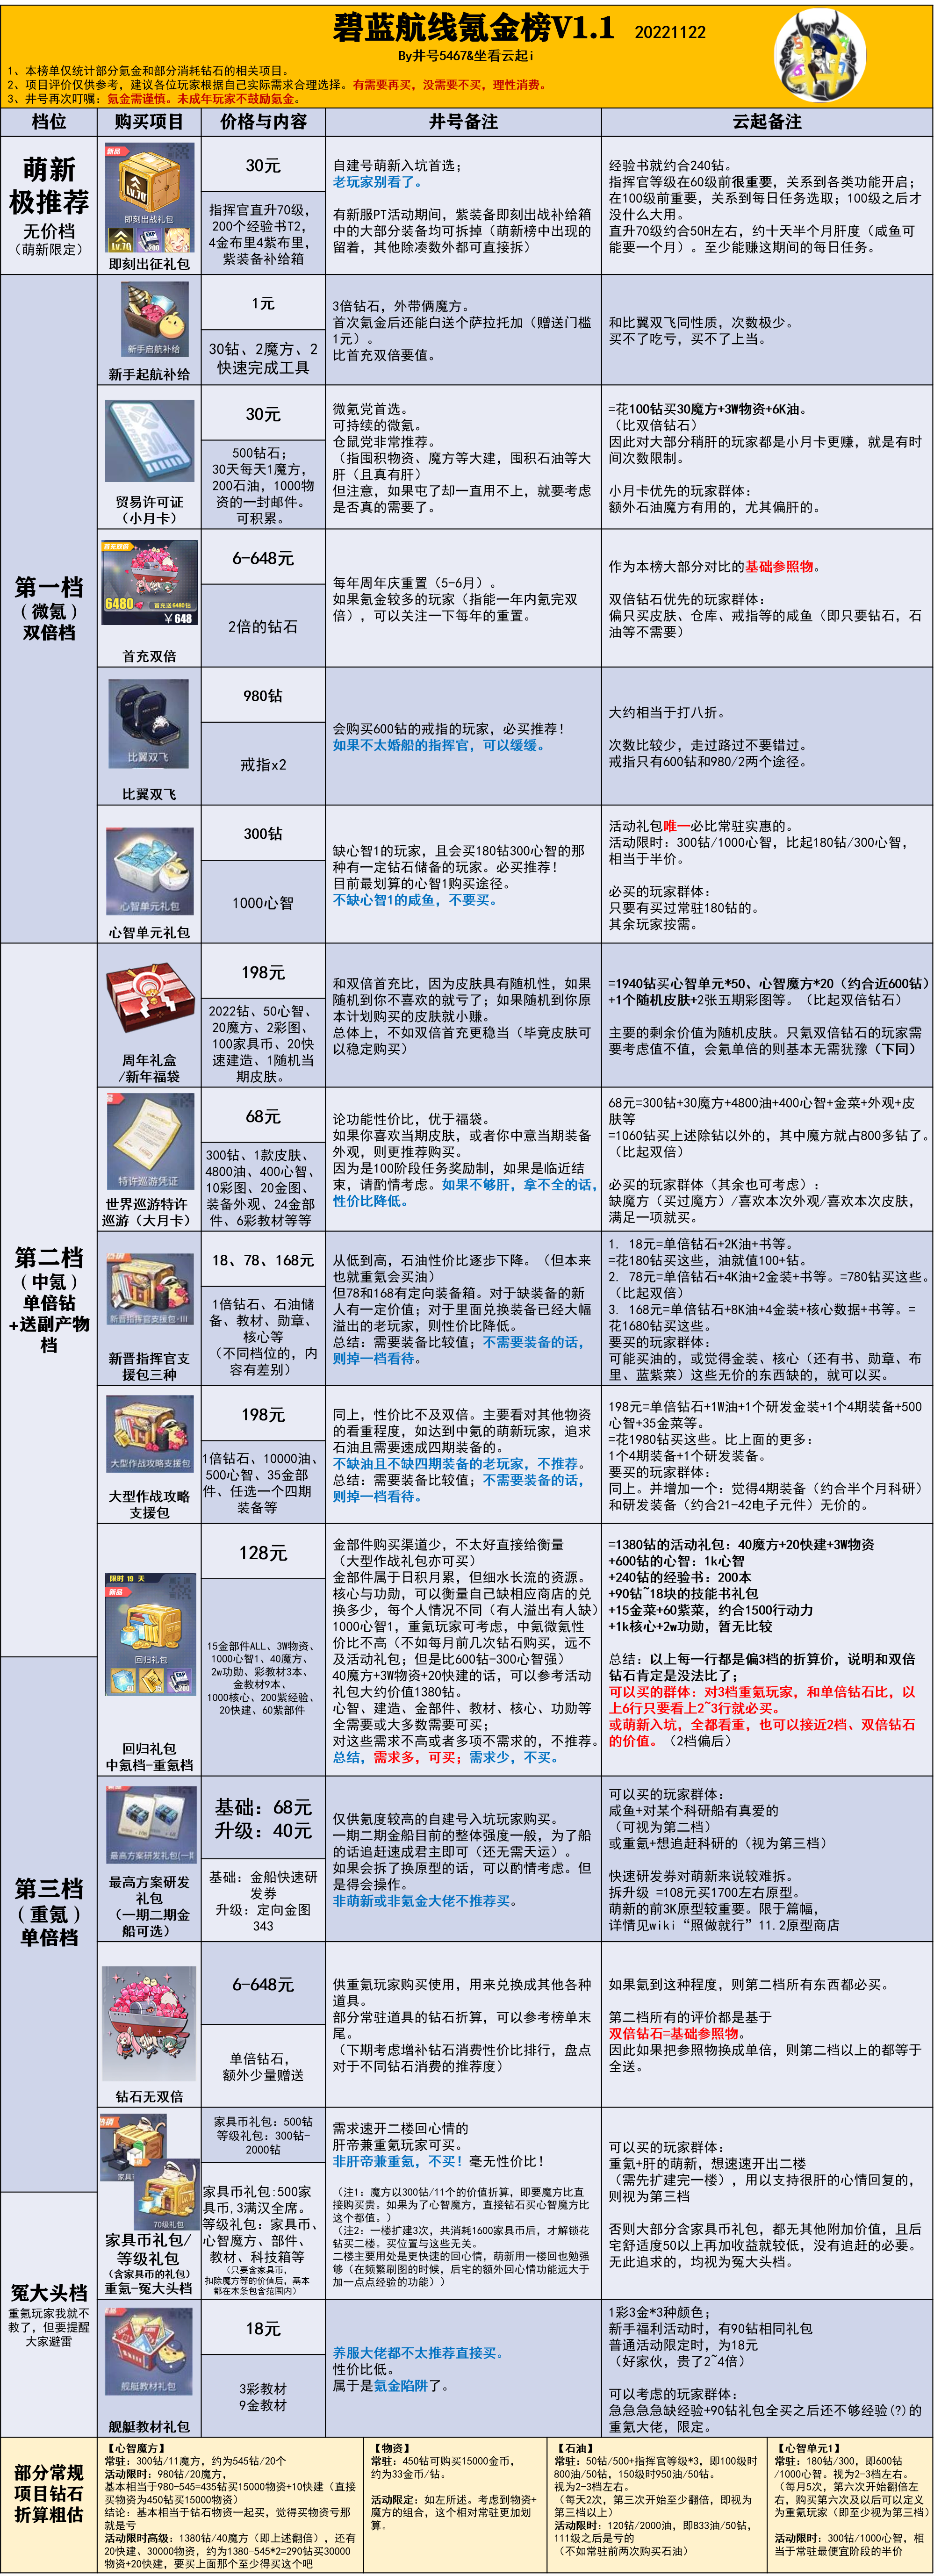 碧蓝航线氪金榜V1.1 20221122
By井号5467&坐看云起i
1、本榜单仅统计部分氪金和部分消耗钻石的相关项目。
2、项目评价仅供参考，建议各位玩家根据自己实际需求合理选择。有需要再买，没需要不买，理性消费。
3、井号再次叮嘱：氪金需谨慎。未成年玩家不鼓励氪金。
档位 购买项目 价格与内容 井号备注 云起备注
萌新
极推荐
无价档
（萌新限定）
新品
Lv.70
即刻出战礼包
即刻出征礼包
30元
指挥官直升70级，
200个经验书T2，
4金布里4紫布里，
紫装备补给箱
自建号萌新入坑首选；
老玩家别看了。
有新服PT活动期间，紫装备即刻出战补给箱
中的大部分装备均可拆掉（萌新榜中出现的
留着，其他除凑数外都可直接拆）
经验书就约合240钻。
指挥官等级在60级前很重要，关系到各类功能开启；
在100级前重要，关系到每日任务选取；100级之后才
没什么大用。
直升70级约合50H左右，约十天半个月肝度（咸鱼可
能要一个月）。至少能赚这期间的每日任务。
第一档
（微氪）
双倍档
新手启航补给
新手起航补给
1元
30钻、2魔方、2
快速完成工具
3倍钻石，外带俩魔方。
首次氪金后还能白送个萨拉托加（赠送门槛
1元）。
比首充双倍要值。
和比翼双飞同性质，次数极少。
买不了吃亏，买不了上当。
贸易许可证
（小月卡）
30元
500钻石；
30天每天1魔方，
200石油，1000物
资的一封邮件。
可积累。
微氪党首选。
可持续的微氪。
仓鼠党非常推荐。
（指囤积物资、魔方等大建，囤积石油等大
肝（且真有肝）
但注意，如果屯了却一直用不上，就要考虑
是否真的需要了。
=花100钻买30魔方+3W物资+6K油。
（比双倍钻石）
因此对大部分稍肝的玩家都是小月卡更赚，就是有时
间次数限制。
小月卡优先的玩家群体：
额外石油魔方有用的，尤其偏肝的。
6480
首充送6480钻
￥648
首充双倍
6-648元
2倍的钻石
每年周年庆重置（5-6月）。
如果氪金较多的玩家（指能一年内氪完双
倍），可以关注一下每年的重置。
作为本榜大部分对比的基础参照物。
双倍钻石优先的玩家群体：
偏只买皮肤、仓库、戒指等的咸鱼（即只要钻石，石
油等不需要）
比翼双飞
比翼双飞
980钻
戒指x2
会购买600钻的戒指的玩家，必买推荐！
如果不太婚船的指挥官，可以缓缓。
大约相当于打八折。
次数比较少，走过路过不要错过。
戒指只有600钻和980/2两个途径。
心智单元礼包
心智单元礼包
300钻
1000心智
缺心智1的玩家，且会买180钻300心智的那
种有一定钻石储备的玩家。必买推荐！
目前最划算的心智1购买途径。
不缺心智1的咸鱼，不要买。
活动礼包唯一必比常驻实惠的。
活动限时：300钻/1000心智，比起180钻/300心智，
相当于半价。
必买的玩家群体：
只要有买过常驻180钻的。
其余玩家按需。
第二档
（中氪）
单倍钻
+送副产物
档
周年礼盒
/新年福袋
198元
2022钻、50心智、
20魔方、2彩图、
100家具币、20快
速建造、1随机当
期皮肤。
和双倍首充比，因为皮肤具有随机性，如果
随机到你不喜欢的就亏了；如果随机到你原
本计划购买的皮肤就小赚。
总体上，不如双倍首充更稳当（毕竟皮肤可
以稳定购买）
=1940钻买心智单元*50、心智魔方*20（约合近600钻）
+1个随机皮肤+2张五期彩图等。（比起双倍钻石）
主要的剩余价值为随机皮肤。只氪双倍钻石的玩家需
要考虑值不值，会氪单倍的则基本无需犹豫（下同）
特许巡游凭证
世界巡游特许
巡游（大月卡）
68元
300钻、1款皮肤、
4800油、400心智、
10彩图、20金图、
装备外观、24金部
件、6彩教材等等
论功能性价比，优于福袋。
如果你喜欢当期皮肤，或者你中意当期装备
外观，则更推荐购买。
因为是100阶段任务奖励制，如果是临近结
束，请酌情考虑。如果不够肝，拿不全的话，
性价比降低。
68元=300钻+30魔方+4800油+400心智+金菜+外观+皮
肤等
=1060钻买上述除钻以外的，其中魔方就占800多钻了。
（比起双倍）
必买的玩家群体（其余也可考虑）：
缺魔方（买过魔方）/喜欢本次外观/喜欢本次皮肤，
满足一项就买。
新晋指挥官支援包·III
新晋指挥官支
援包三种
18、78、168元
1倍钻石、石油储
备、教材、勋章、
核心等
（不同档位的，内
容有差别）
从低到高，石油性价比逐步下降。（但本来
也就重氪会买油）
但78和168有定向装备箱。对于缺装备的新
人有一定价值；对于里面兑换装备已经大幅
溢出的老玩家，则性价比降低。
总结：需要装备比较值；不需要装备的话，
则掉一档看待。
1. 18元=单倍钻石+2K油+书等。
=花180钻买这些，油就值100+钻。
2. 78元=单倍钻石+4K油+2金装+书等。=780钻买这些。
（比起双倍）
3. 168元=单倍钻石+8K油+4金装+核心数据+书等。=
花1680钻买这些。
要买的玩家群体：
可能买油的，或觉得金装、核心（还有书、勋章、布
里、蓝紫菜）这些无价的东西缺的，就可以买。
大型作战攻略支援包
大型作战攻略
支援包
198元
1倍钻石、10000油、
500心智、35金部
件、任选一个四期
装备等
同上，性价比不及双倍。主要看对其他物资
的看重程度，如达到中氪的萌新玩家，追求
石油且需要速成四期装备的。
不缺油且不缺四期装备的老玩家，不推荐。
总结：需要装备比较值；不需要装备的话，
则掉一档看待。
198元=单倍钻石+1W油+1个研发金装+1个4期装备+500
心智+35金菜等。
=花1980钻买这些。比上面的更多：
1个4期装备+1个研发装备。
要买的玩家群体：
同上。并增加一个：觉得4期装备（约合半个月科研）
和研发装备（约合21-42电子元件）无价的。
限时 19 天
新品
回归礼包
回归礼包
中氪档-重氪档
128元
15金部件ALL、3W物资、
1000心智1、40魔方、
2w功勋、彩教材3本、
金教材9本、
1000核心、200紫经验、
20快建、60紫部件
金部件购买渠道少，不太好直接给衡量
（大型作战礼包亦可买）
金部件属于日积月累，但细水长流的资源。
核心与功勋，可以衡量自己缺相应商店的兑
换多少，每个人情况不同（有人溢出有人缺）
1000心智1，重氪玩家可考虑，中氪微氪性
价比不高（不如每月前几次钻石购买，远不
及活动礼包；但是比600钻-300心智强）
40魔方+3W物资+20快建的话，可以参考活动
礼包大约价值1380钻。
心智、建造、金部件、教材、核心、功勋等
全需要或大多数需要可买；
对这些需求不高或者多项不需求的，不推荐。
总结，需求多，可买；需求少，不买。
=1380钻的活动礼包：40魔方+20快建+3W物资
+600钻的心智：1k心智
+240钻的经验书：200本
+90钻~18块的技能书礼包
+15金菜+60紫菜，约合1500行动力
+1k核心+2w功勋，暂无比较
总结：以上每一行都是偏3档的折算价，说明和双倍
钻石肯定是没法比了；
可以买的群体：对3档重氪玩家，和单倍钻石比，以
上6行只要看上2~3行就必买。
或萌新入坑，全都看重，也可以接近2档、双倍钻石
的价值。（2档偏后）
第三档
（重氪）
单倍档
最高方案研发
礼包
（一期二期金
船可选）
基础：68元
升级：40元
基础：金船快速研
发券
升级：定向金图
343
仅供氪度较高的自建号入坑玩家购买。
一期二期金船目前的整体强度一般，为了船
的话追赶速成君主即可（还无需天运）。
如果会拆了换原型的话，可以酌情考虑。但
是得会操作。
非萌新或非氪金大佬不推荐买。
可以买的玩家群体：
咸鱼+对某个科研船有真爱的
（可视为第二档）
或重氪+想追赶科研的（视为第三档）
快速研发券对萌新来说较难拆。
拆升级 =108元买1700左右原型。
萌新的前3K原型较重要。限于篇幅，
详情见wiki“照做就行”11.2原型商店
钻石无双倍
6-648元
单倍钻石，
额外少量赠送
供重氪玩家购买使用，用来兑换成其他各种
道具。
部分常驻道具的钻石折算，可以参考榜单末
尾。
（下期考虑增补钻石消费性价比排行，盘点
对于不同钻石消费的推荐度）
如果氪到这种程度，则第二档所有东西都必买。
第二档所有的评价都是基于
双倍钻石=基础参照物。
因此如果把参照物换成单倍，则第二档以上的都等于
全送。
70级礼包
家具币礼包/
等级礼包
（含家具币的礼包）
重氪-冤大头档
家具币礼包：500钻
等级礼包：300钻-
2000钻
家具币礼包:500家
具币,3满汉全席。
等级礼包：家具币、
心智魔方、部件、
教材、科技箱等
（只要含家具币，
扣除魔方等的价值后，基本
都在本条包含范围内）
需求速开二楼回心情的
肝帝兼重氪玩家可买。
非肝帝兼重氪，不买！毫无性价比！
（注1：魔方以300钻/11个的价值折算，即要魔方比直
接购买贵。如果为了心智魔方，直接钻石买心智魔方比
这个都值。）
（注2：一楼扩建3次，共消耗1600家具币后，才解锁花
钻买二楼。买位置与这些无关。
二楼主要用处是更快速的回心情，萌新用一楼回也勉强
够（在频繁刷图的时候，后宅的额外回心情功能远大于
加一点点经验的功能））
可以买的玩家群体：
重氪+肝的萌新，想速速开出二楼
（需先扩建完一楼），用以支持很肝的心情回复的，
则视为第三档
否则大部分含家具币礼包，都无其他附加价值，且后
宅舒适度50以上再加收益就较低，没有追赶的必要。
无此追求的，均视为冤大头档。
冤大头档
重氪玩家我就不
教了，但要提醒
大家避雷
舰艇教材礼包
舰艇教材礼包
18元
3彩教材
9金教材
养服大佬都不太推荐直接买。
性价比低。
属于是氪金陷阱了。
1彩3金*3种颜色；
新手福利活动时，有90钻相同礼包
普通活动限定时，为18元
（好家伙，贵了2~4倍）
可以考虑的玩家群体：
急急急急缺经验+90钻礼包全买之后还不够经验(?)的
重氪大佬，限定。
部分常规
项目钻石
折算粗估
【心智魔方】
常驻：300钻/11魔方，约为545钻/20个
活动限时：980钻/20魔方，
基本相当于980-545=435钻买15000物资+10快建（直接
买物资为450钻买15000物资）
结论：基本相当于钻石物资一起买，觉得买物资亏那
就是亏
活动限时高级：1380钻/40魔方（即上述翻倍），还有
20快建、30000物资，约为1380-545*2=290钻买30000
物资+20快建，要买上面那个至少得买这个吧
【物资】
常驻：450钻可购买15000金币，
约为33金币/钻。
活动限定：如左所述。考虑到物资+
魔方的组合，这个相对常驻更加划
算。
【石油】
常驻：50钻/500+指挥官等级*3，即100级时
800油/50钻，150级时950油/50钻。
视为2-3档左右。
（每天2次，第三次开始至少翻倍，即视为
第三档以上）
活动限时：120钻/2000油，即833油/50钻，
111级之后是亏的
（不如常驻前两次购买石油）
【心智单元1】
常驻：180钻/300，即600钻
/1000心智。视为2-3档左右。
（每月5次，第六次开始翻倍左
右，购买第六次及以后可以定义
为重氪玩家（即至少视为第三档）
活动限时：300钻/1000心智，相
当于常驻最便宜阶段的半价